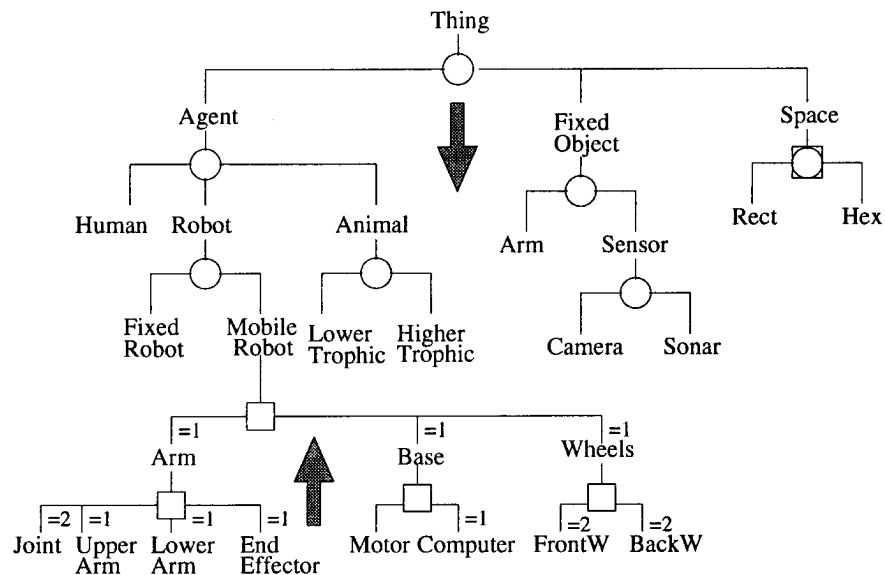 Thing
Agent
Fixed
Object
Space
Human Robot Animal
Arm Sensor
Rect Hex
Fixed
Robot
Mobile
Robot
Lower
Trophic
Higher
Trophic
Camera Sonar
=1 =1 =1
Arm Base Wheels
=2 =1 =1 =1 =1 =2 =2
Joint
Upper
Arm
Lower
Arm
End
Effector
Motor Computer
FrontW BackW